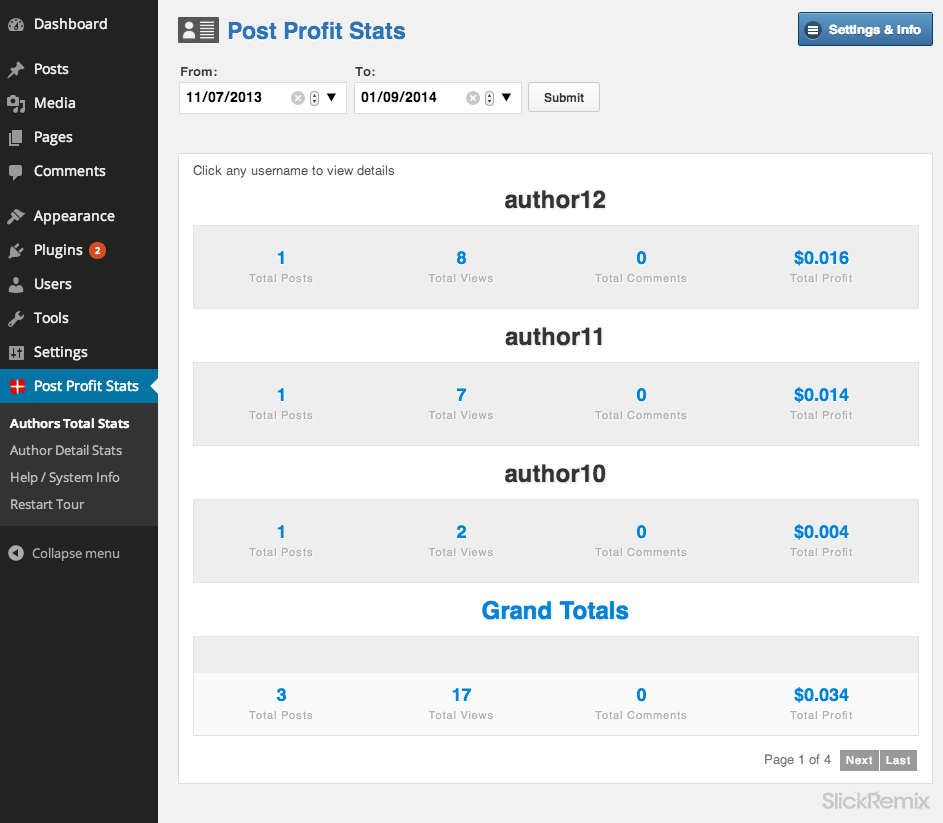 Dashboard
Posts
Media
Pages
Comments
Appearance
Plugins 2
Users
Tools
Settings
Post Profit Stats
Authors Total Stats
Author Detail Stats
Help / System Info
Restart Tour
Collapse menu
Post Profit Stats
Settings & Info
From: To:
11/07/2013 01/09/2014 Submit
Click any username to view details
author12
1 8 0 $0.016
Total Posts Total Views Total Comments Total Profit
author11
1 7 0 $0.014
Total Posts Total Views Total Comments Total Profit
author10
1 2 0 $0.004
Total Posts Total Views Total Comments Total Profit
Grand Totals
3 17 0 $0.034
Total Posts Total Views Total Comments Total Profit
Page 1 of 4 Next Last
SlickRemix